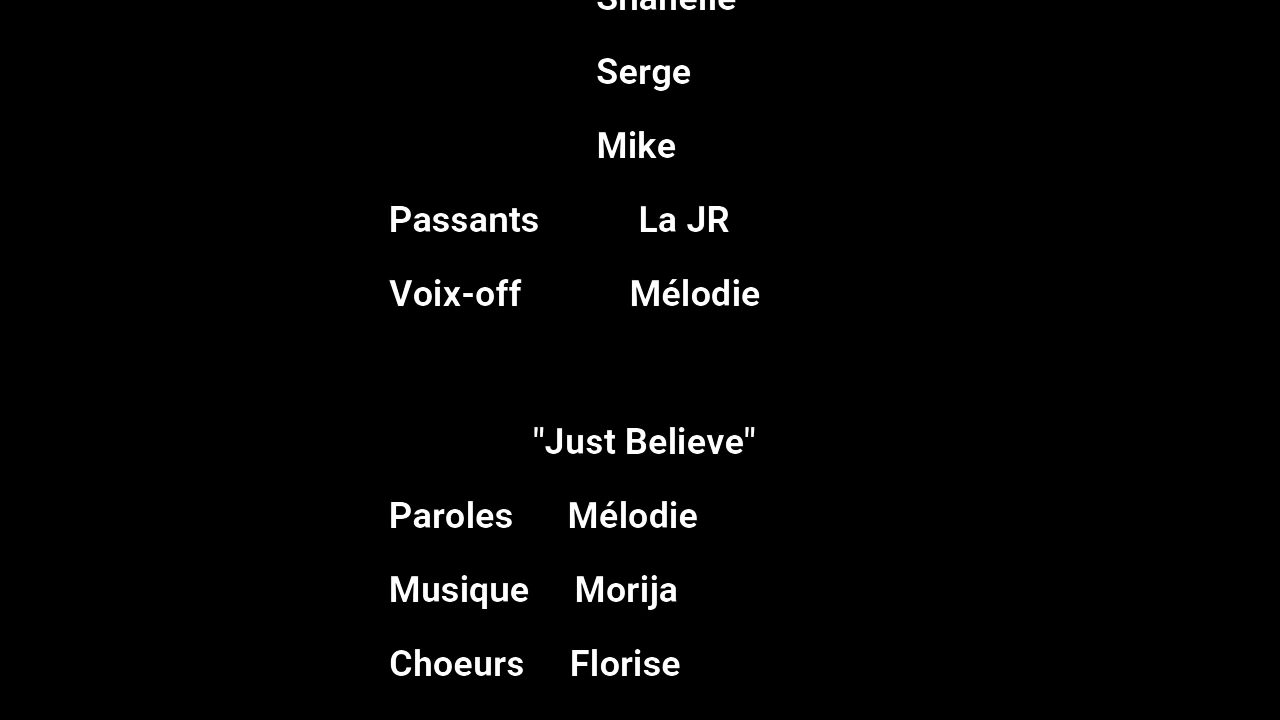 Serge
Mike
Passants La JR
Voix-off Mélodie
"Just Believe"
Paroles Mélodie
Musique Morija
Choeurs Florise